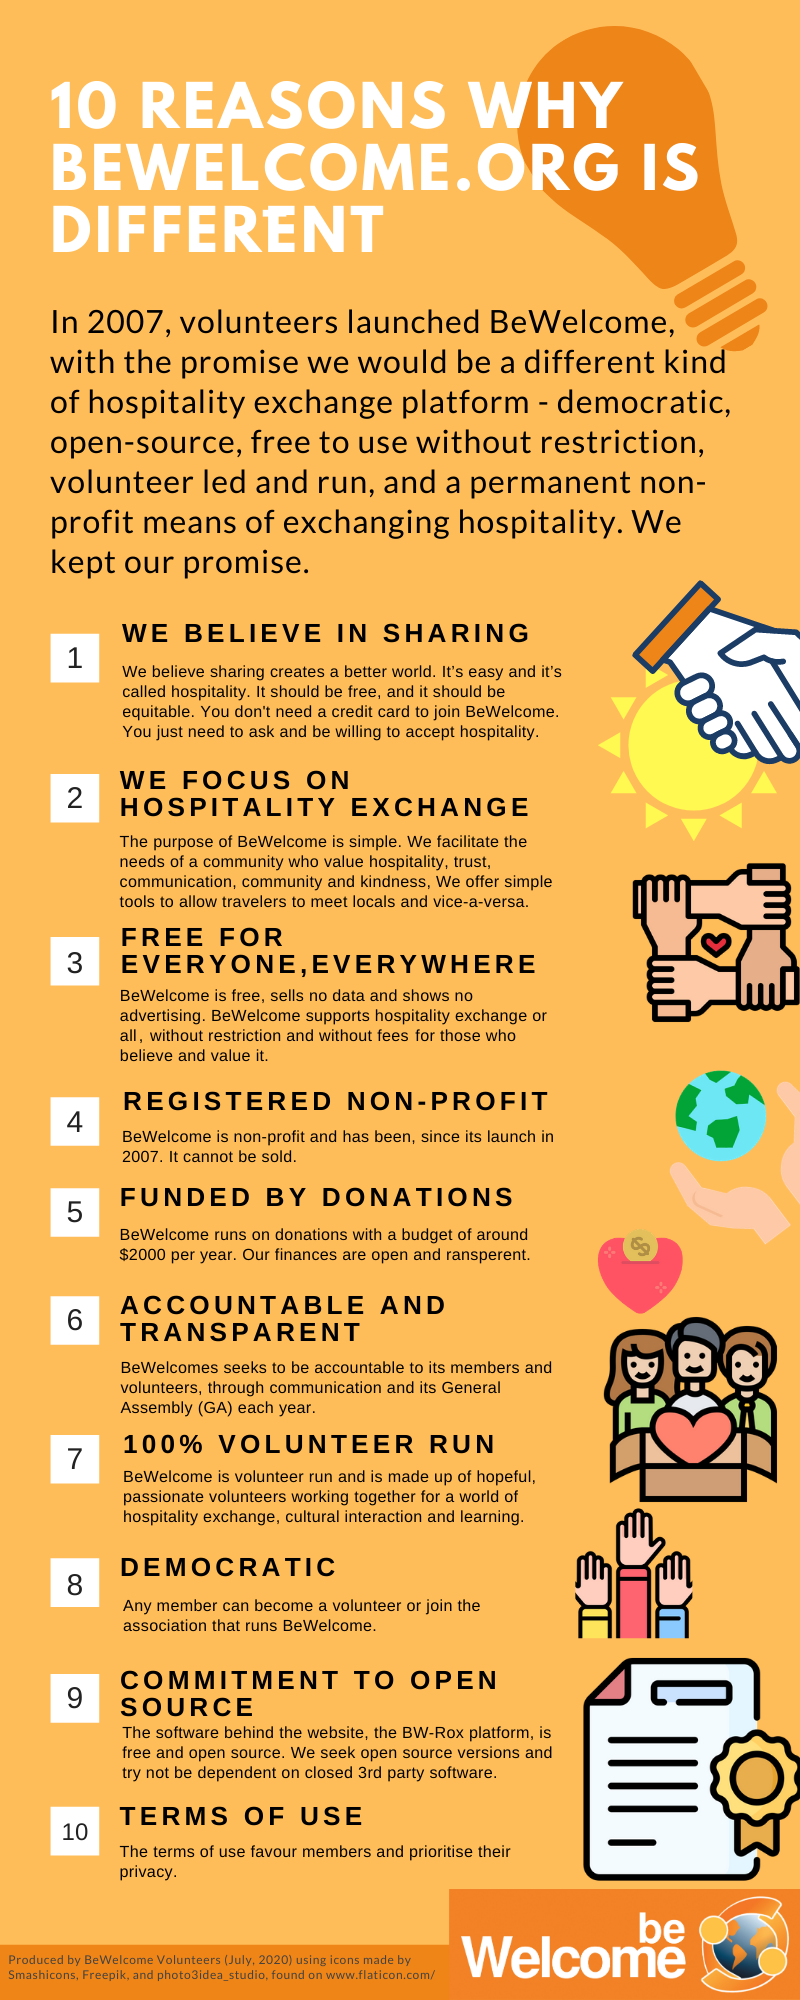 10 REASONS WHY
BEWELCOME.ORG IS
DIFFERENT
In 2007, volunteers launched BeWelcome,
with the promise we would be a different kind
of hospitality exchange platform - democratic,
open-source, free to use without restriction,
volunteer led and run, and a permanent non-
profit means of exchanging hospitality. We
kept our promise.
1
WE BELIEVE IN SHARING
We believe sharing creates a better world. It's easy and it's
called hospitality. It should be free, and it should be
equitable. You don't need a credit card to join BeWelcome.
You just need to ask and be willing to accept hospitality.
2
WE FOCUS ON
HOSPITALITY EXCHANGE
The purpose of BeWelcome is simple. We facilitate the
needs of a community who value hospitality, trust,
communication, community and kindness, We offer simple
tools to allow travelers to meet locals and vice-a-versa.
3
FREE FOR
EVERYONE,EVERYWHERE
BeWelcome is free, sells no data and shows no
advertising. BeWelcome supports hospitality exchange or
all, without restriction and without fees for those who
believe and value it.
4
REGISTERED NON-PROFIT
BeWelcome is non-profit and has been, since its launch in
2007. It cannot be sold.
5
FUNDED BY DONATIONS
BeWelcome runs on donations with a budget of around
$2000 per year. Our finances are open and ransperent.
6
ACCOUNTABLE AND
TRANSPARENT
BeWelcomes seeks to be accountable to its members and
volunteers, through communication and its General
Assembly (GA) each year.
7
100% VOLUNTEER RUN
BeWelcome is volunteer run and is made up of hopeful,
passionate volunteers working together for a world of
hospitality exchange, cultural interaction and learning.
8
DEMOCRATIC
Any member can become a volunteer or join the
association that runs BeWelcome.
9
COMMITMENT TO OPEN
SOURCE
The software behind the website, the BW-Rox platform, is
free and open source. We seek open source versions and
try not be dependent on closed 3rd party software.
10
TERMS OF USE
The terms of use favour members and prioritise their
privacy.
Produced by BeWelcome Volunteers (July, 2020) using icons made by
Smashicons, Freepik, and photo3idea_studio, found on www.flaticon.com/
be
Welcome